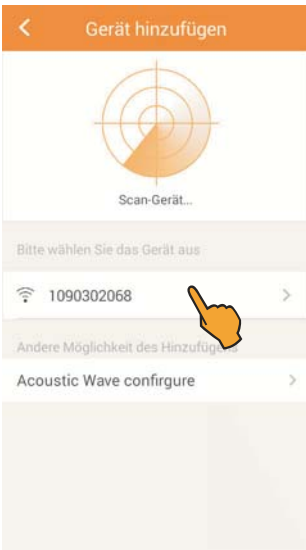 Gerät hinzufügen
Scan-Gerät...
Bitte wählen Sie das Gerät aus
1090302068
Andere Möglichkeit des Hinzufügens
Acoustic Wave confirgure